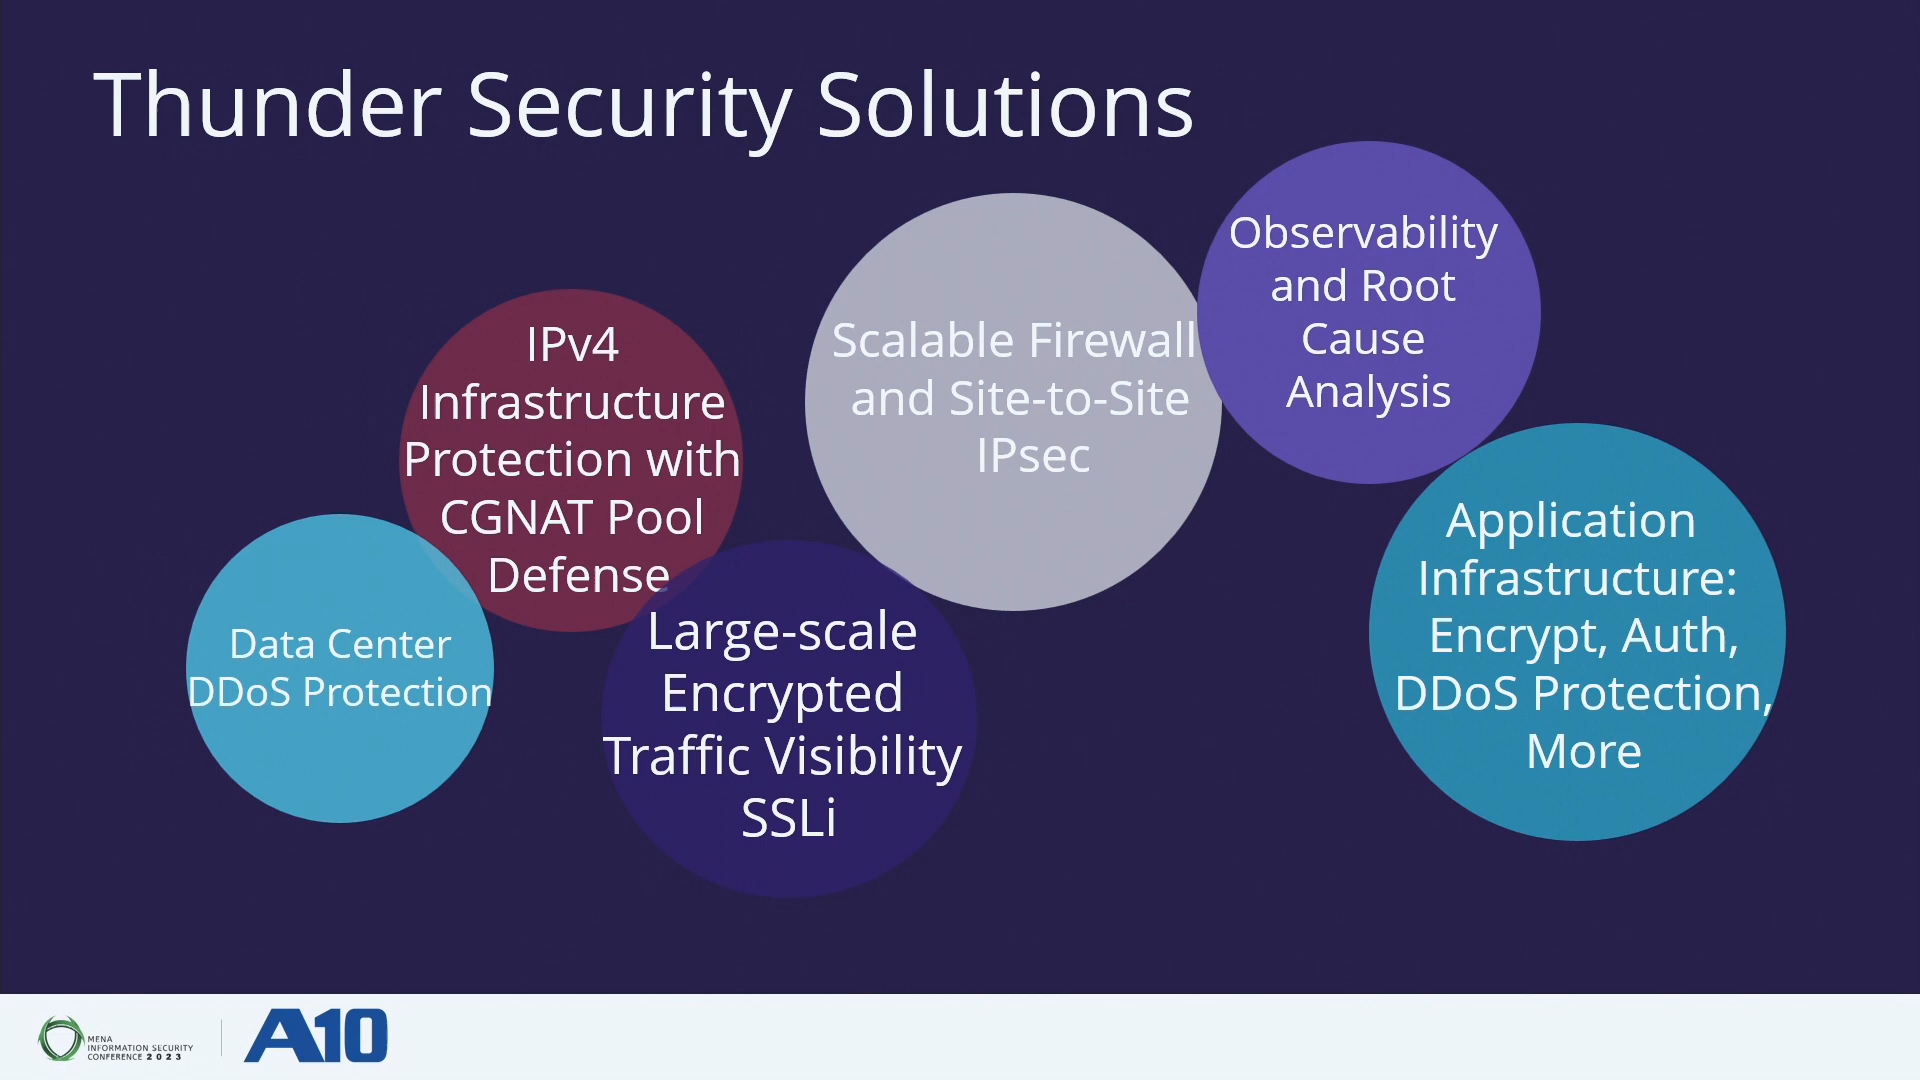 Thunder Security Solutions
Data Center
DDoS Protection
IPv4
Infrastructure
Protection with
CGNAT Pool
Defense
Large-scale
Encrypted
Traffic Visibility
SSLi
Scalable Firewall
and Site-to-Site
IPsec
Observability
and Root
Cause
Analysis
Application
Infrastructure:
Encrypt, Auth,
DDoS Protection,
More
MENA
INFORMATION SECURITY
CONFERENCE 2023
A10